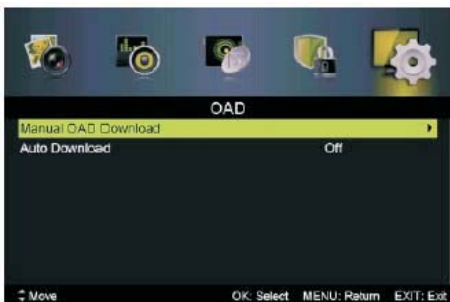 OAD
Manual OAD Download
Auto Download Off
Move OK: Select MENU: Return EXIT: Exit